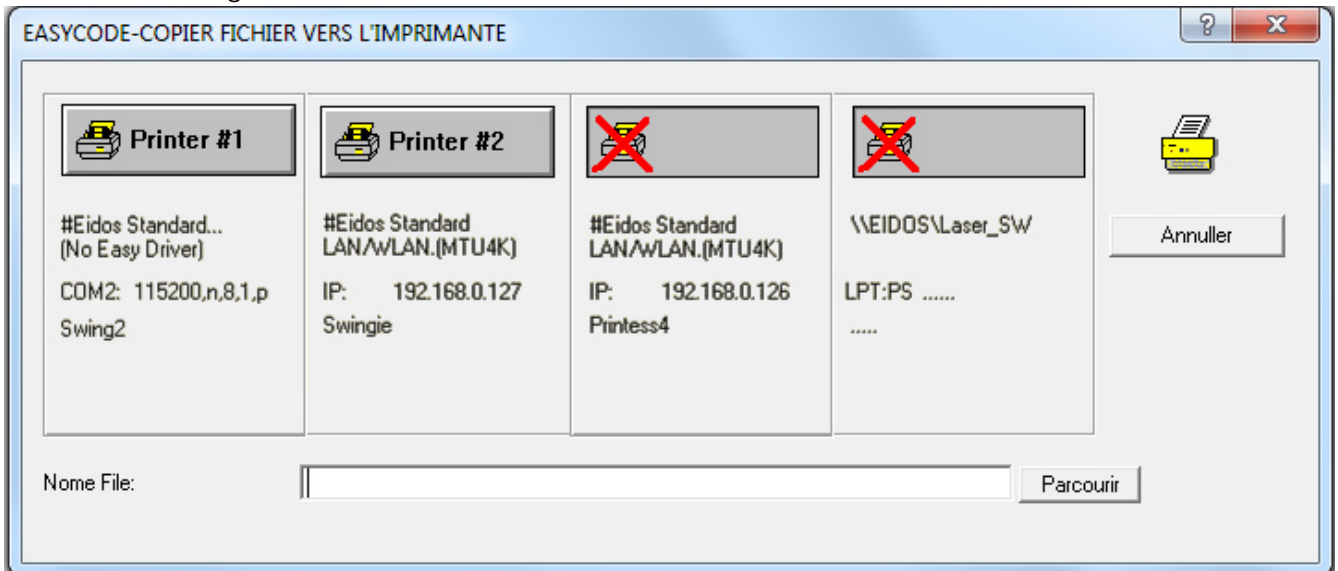 EASYCODE-COPIER FICHIER VERS L'IMPRIMANTE
Printer #1
Printer #2
#Eidos Standard...
(No Easy Driver)
COM2: 115200,n,8,1,p
Swing2
#Eidos Standard
LAN/WLAN.(MTU4K)
IP: 192.168.0.127
Swingie
#Eidos Standard
LAN/WLAN.(MTU4K)
IP: 192.168.0.126
Printess4
\\EIDOS\Laser_SW
LPT:PS ......
.....
Annuller
Nome File:
Parcourir